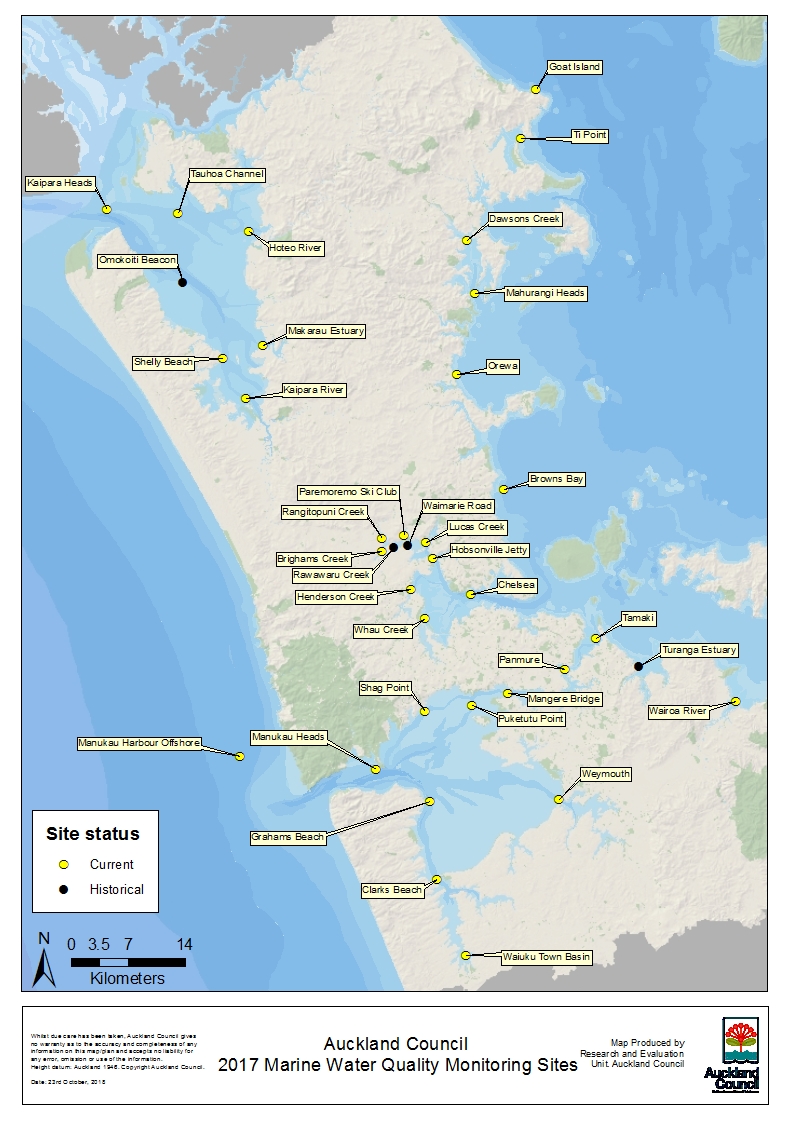 Goat Island
Ti Point
Tauhoa Channel
Kaipara Heads
Dawsons Creek
Hoteo River
Omokoiti Beacon
Mahurangi Heads
Makarau Estuary
Shelly Beach
Orewa
Kaipara River
Browns Bay
Paremoremo Ski Club
Waimarie Road
Rangitopuni Creek
Lucas Creek
Hobsonville Jetty
Brighams Creek
Rawawaru Creek
Chelsea
Henderson Creek
Tamaki
Whau Creek
Turanga Estuary
Panmure
Shag Point
Mangere Bridge
Wairoa River
Puketutu Point
Manukau Heads
Manukau Harbour Offshore
Weymouth
Grahams Beach
Clarks Beach
Waiuku Town Basin
Site status
Current
Historical
N
0 3.5 7 14
Kilometers
Whilst due care has been taken, Auckland Council gives
no warranty as to the accuracy and completeness of any
information on this map/plan and accepts no liability for
any error, omission or use of the information.
Height datum: Auckland 1946. Copyright Auckland Council.
Date: 23rd October, 2018
Auckland Council
2017 Marine Water Quality Monitoring Sites
Map Produced by
Research and Evaluation
Unit. Auckland Council
Auckland
Council